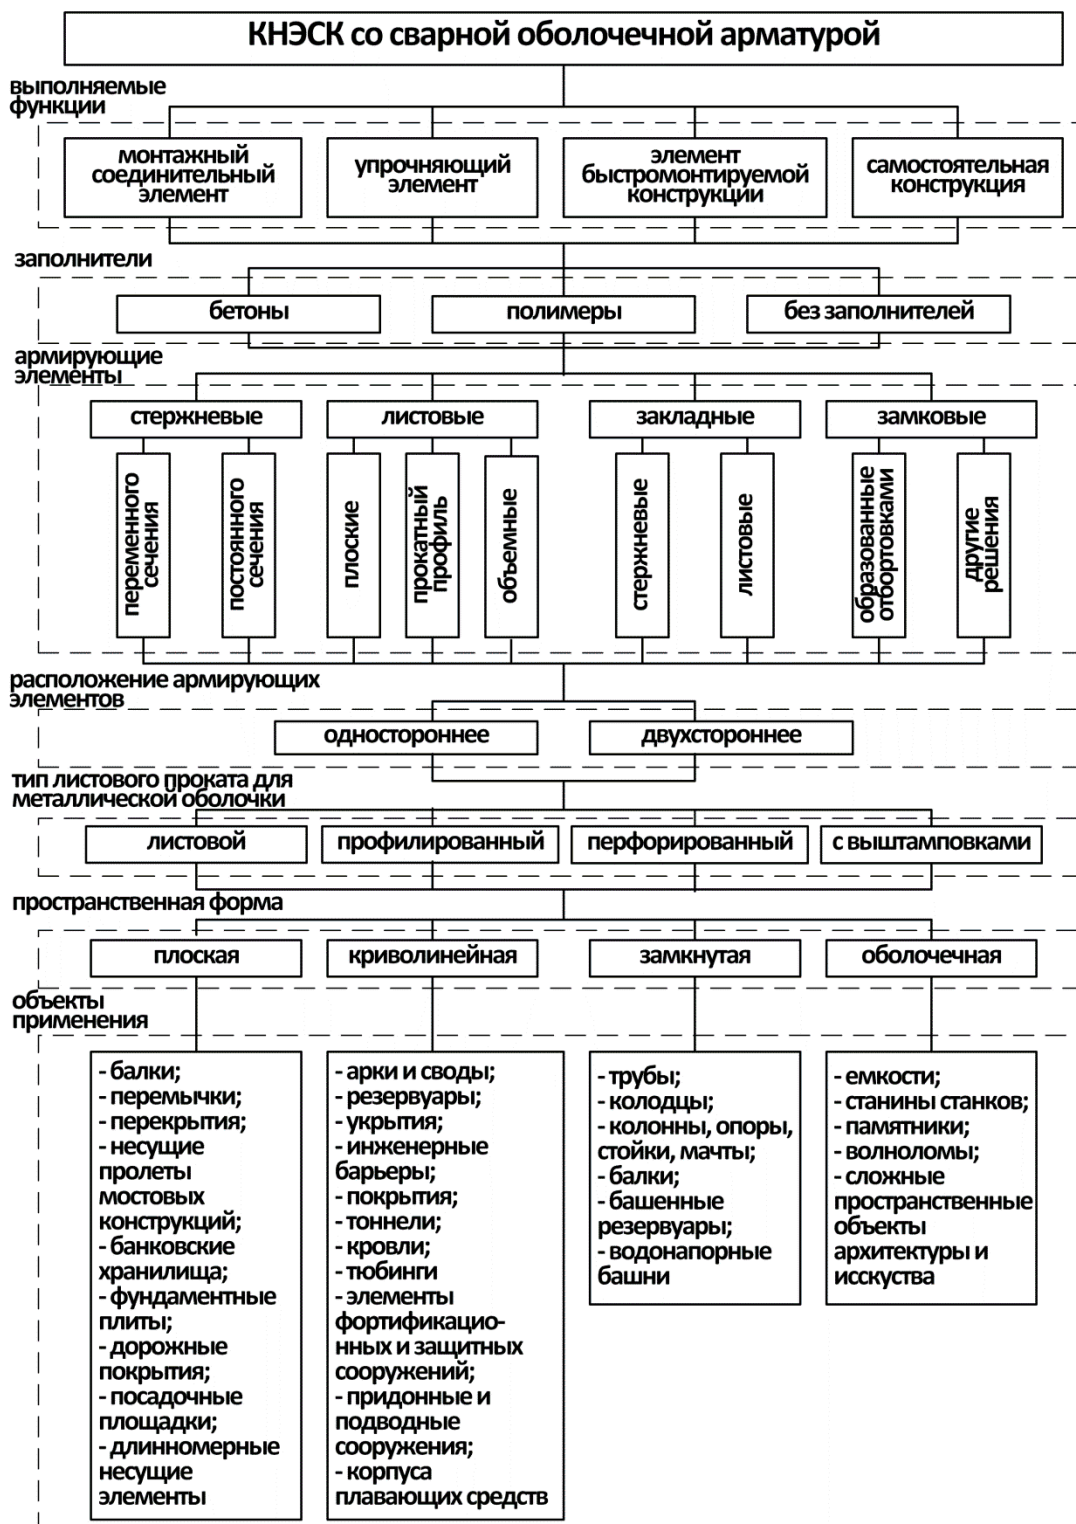 КНЭСК со сварной оболочечной арматурой
выполняемые
функции
монтажный
соединительный
элемент
упрочняющий
элемент
элемент
быстромонтируемой
конструкции
самостоятельная
конструкция
заполнители
бетоны
полимеры
без заполнителей
армирующие
элементы
стержневые
листовые
закладные
замковые
переменного
сечения
постоянного
сечения
плоские
прокатный
профиль
объемные
стержневые
листовые
образованные
отбортовками
другие
решения
расположение армирующих
элементов
одностороннее
двухстороннее
тип листового проката для
металлической оболочки
листовой
профилированный
перфорированный
с выштамповками
пространственная форма
плоская
криволинейная
замкнутая
оболочечная
объекты
применения
- балки;
- перемычки;
- перекрытия;
- несущие
пролеты
мостовых
конструкций;
- банковские
хранилища;
- фундаментные
плиты;
- дорожные
покрытия;
- посадочные
площадки;
- длинномерные
несущие
элементы
- арки и своды;
- резервуары;
- укрытия;
- инженерные
барьеры;
- покрытия;
- тоннели;
- кровли;
- тюбинги
- элементы
фортификацио-
нных и защитных
сооружений;
- придонные и
подводные
сооружения;
- корпуса
плавающих средств
- трубы;
- колодцы;
- колонны, опоры,
стойки, мачты;
- балки;
- башенные
резервуары;
- водонапорные
башни
- емкости;
- станины станков;
- памятники;
- волноломы;
- сложные
пространственные
объекты
архитектуры и
исскуства